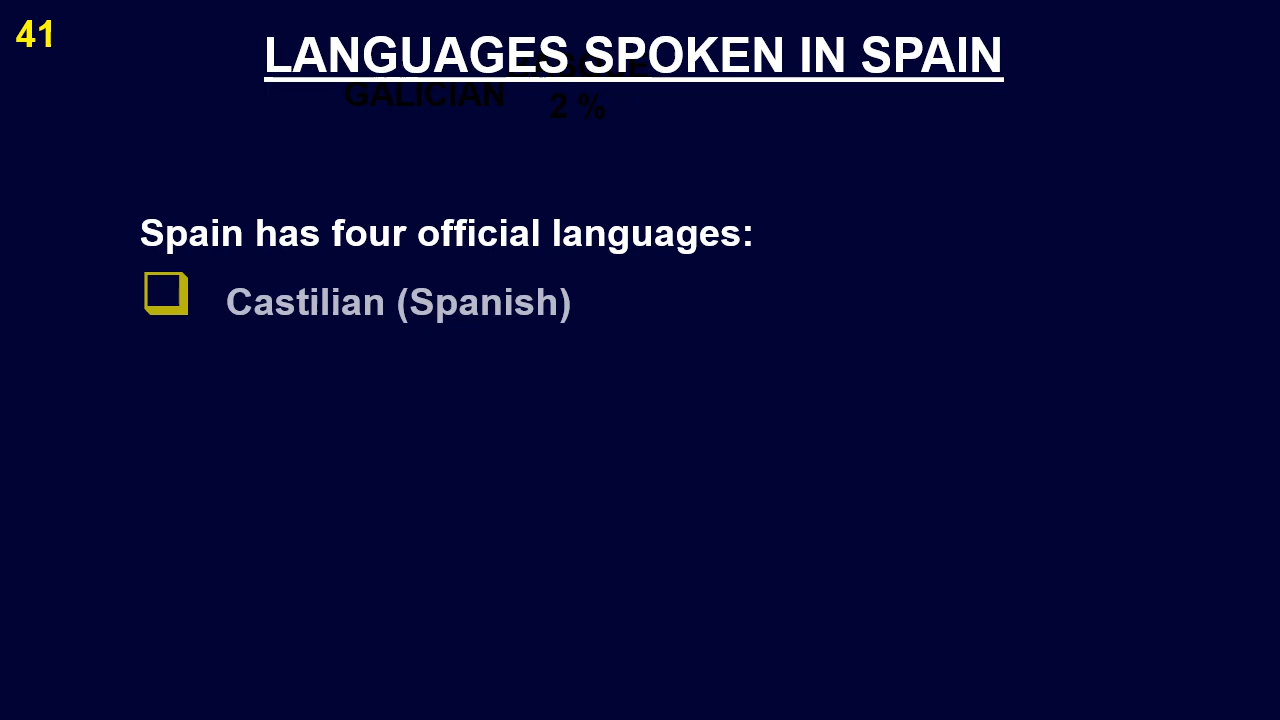 41
LANGUAGES SPOKEN IN SPAIN
GALICIAN
2 %
Spain has four official languages:
Castilian (Spanish)